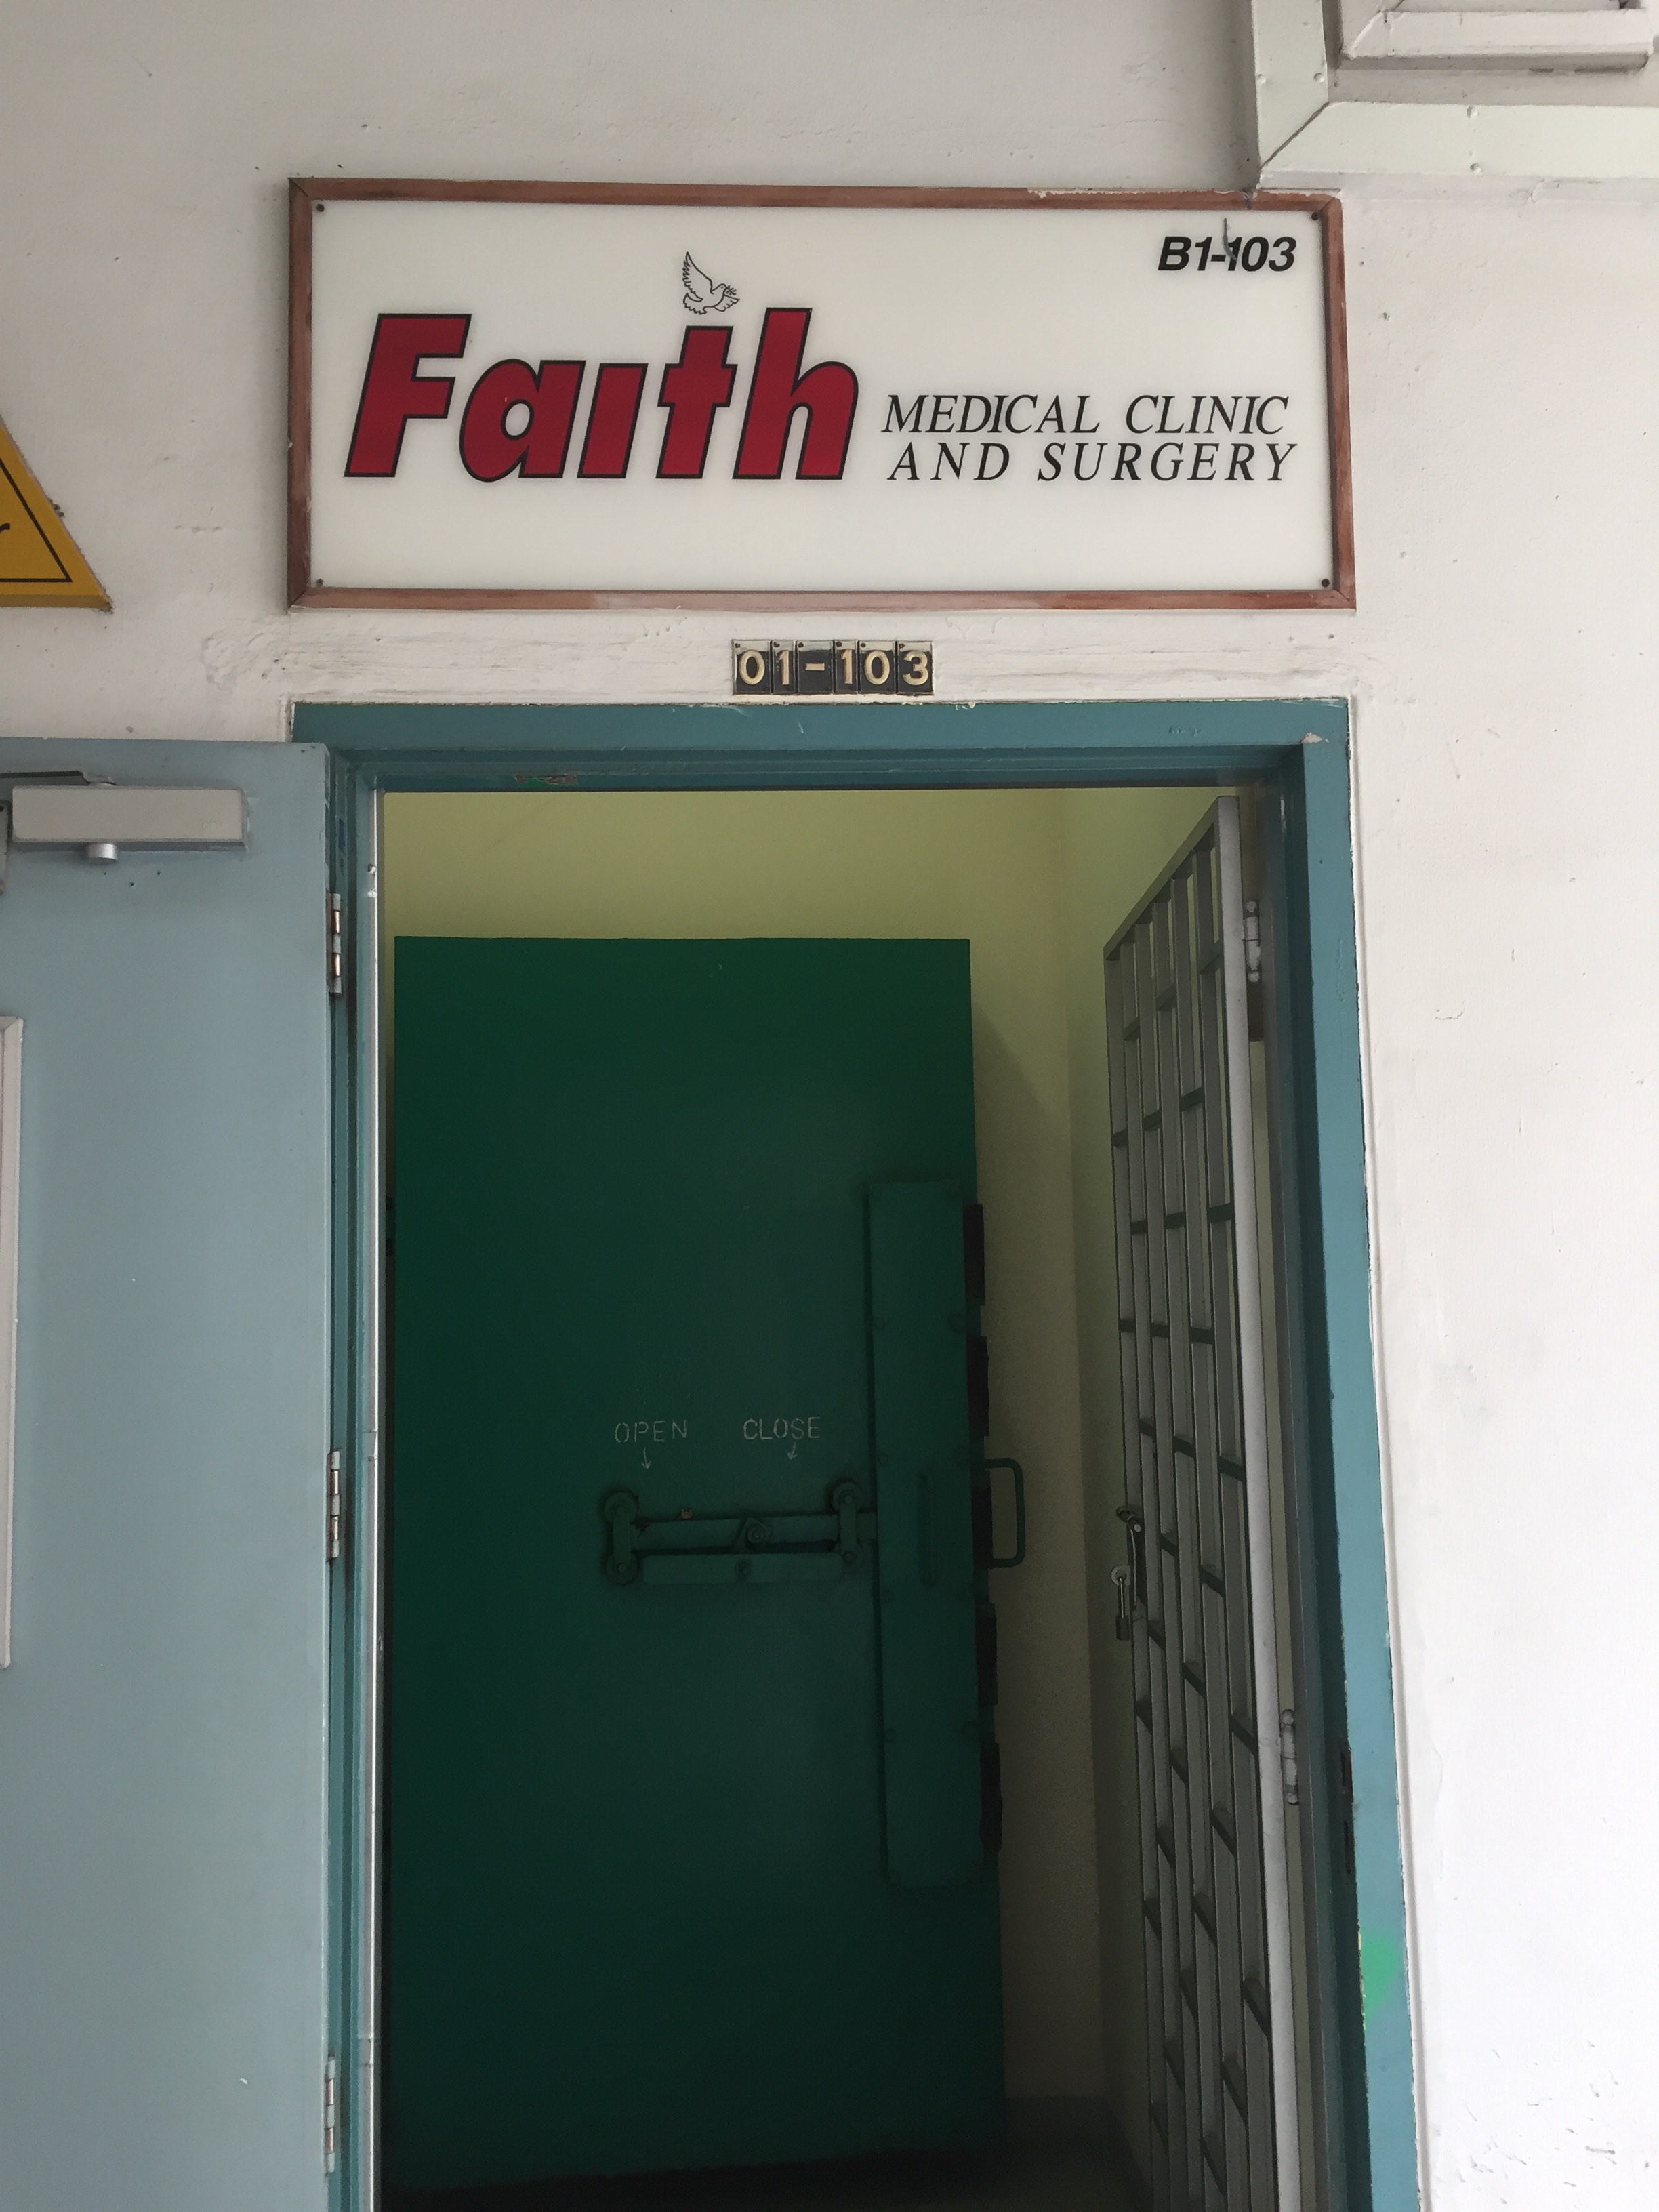 B1-103
Faith MEDICAL CLINIC
AND SURGERY
01-103
OPEN CLOSE